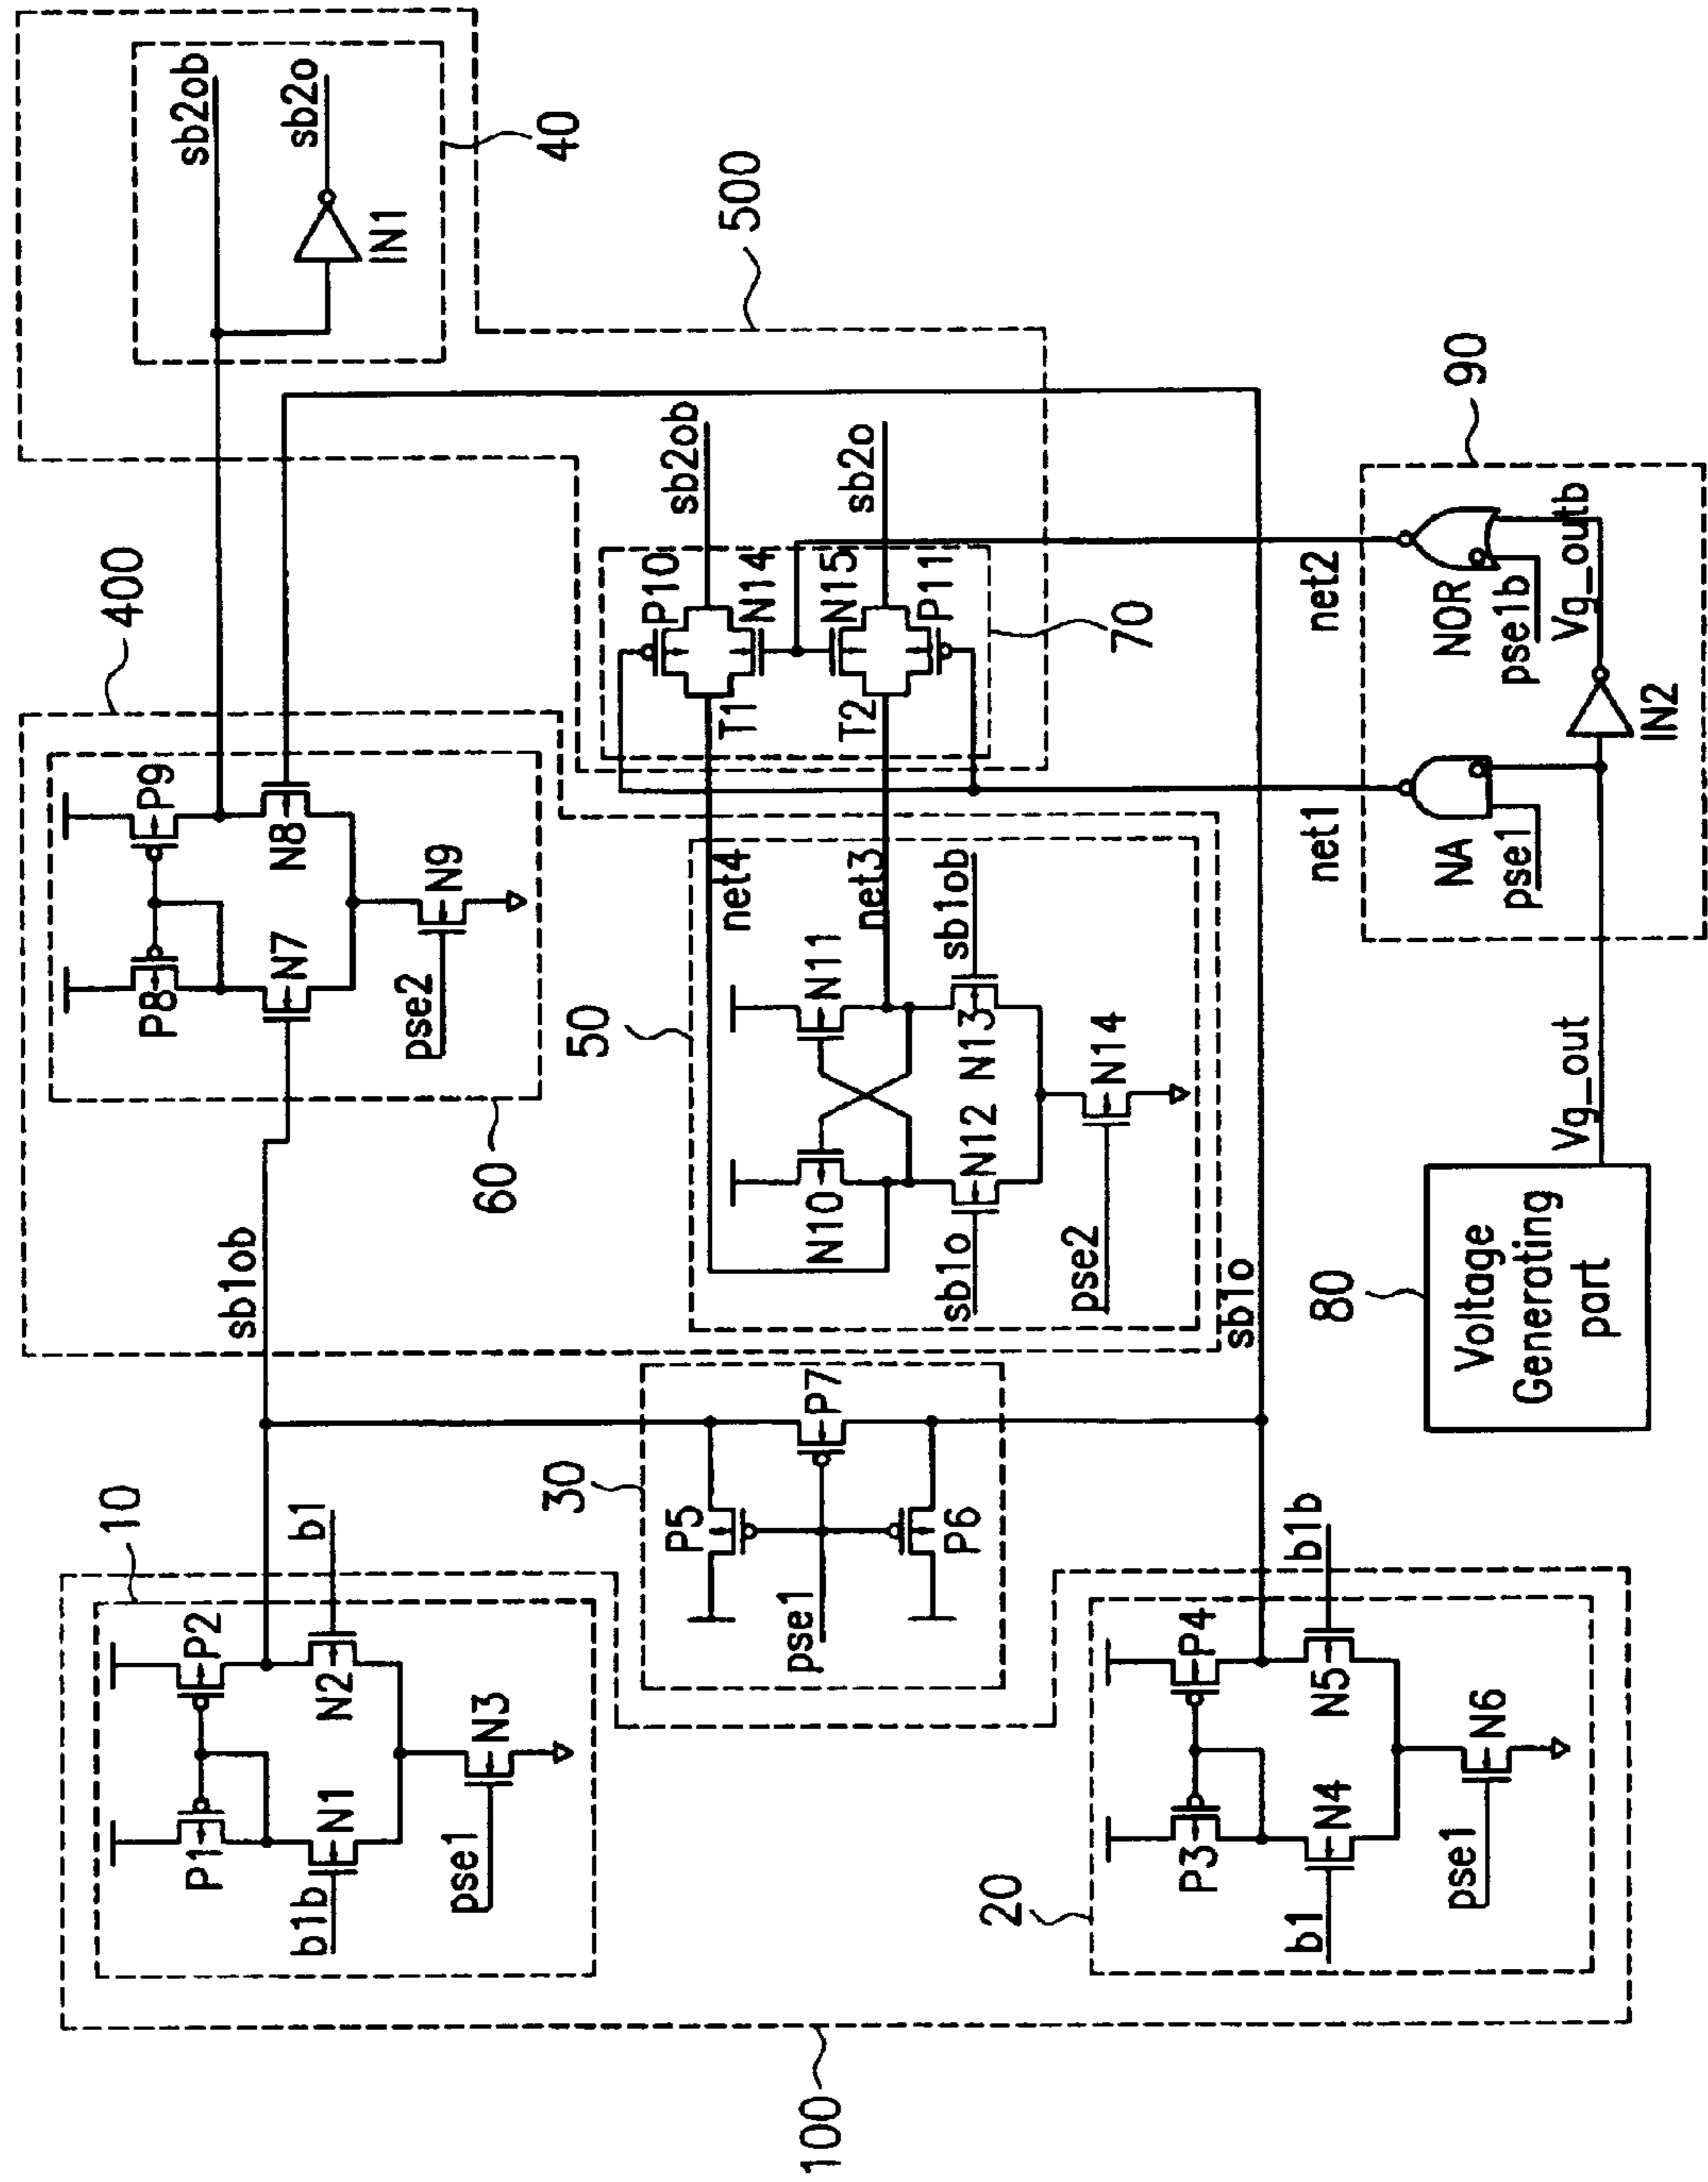 100
10
P1
P2
b1b
N1
N2
b1
pse1
N3
20
P3
P4
b1
N4
N5
b1b
pse1
N6
30
P5
P7
pse1
P6
sb1ob
sb1o
400
60
P8
P9
N7
N8
pse2
N9
50
net4
net3
N10
N11
sb1o
N12
N13
sb1ob
pse2
N14
500
sb2ob
sb2o
IN1
40
P10
sb2ob
T1
N14
N15
sb2o
T2
P11
70
80
Voltage
Generating
part
Vg_out
90
net1
net2
NA
pse1
NOR
pse1b
Vg_outb
IN2